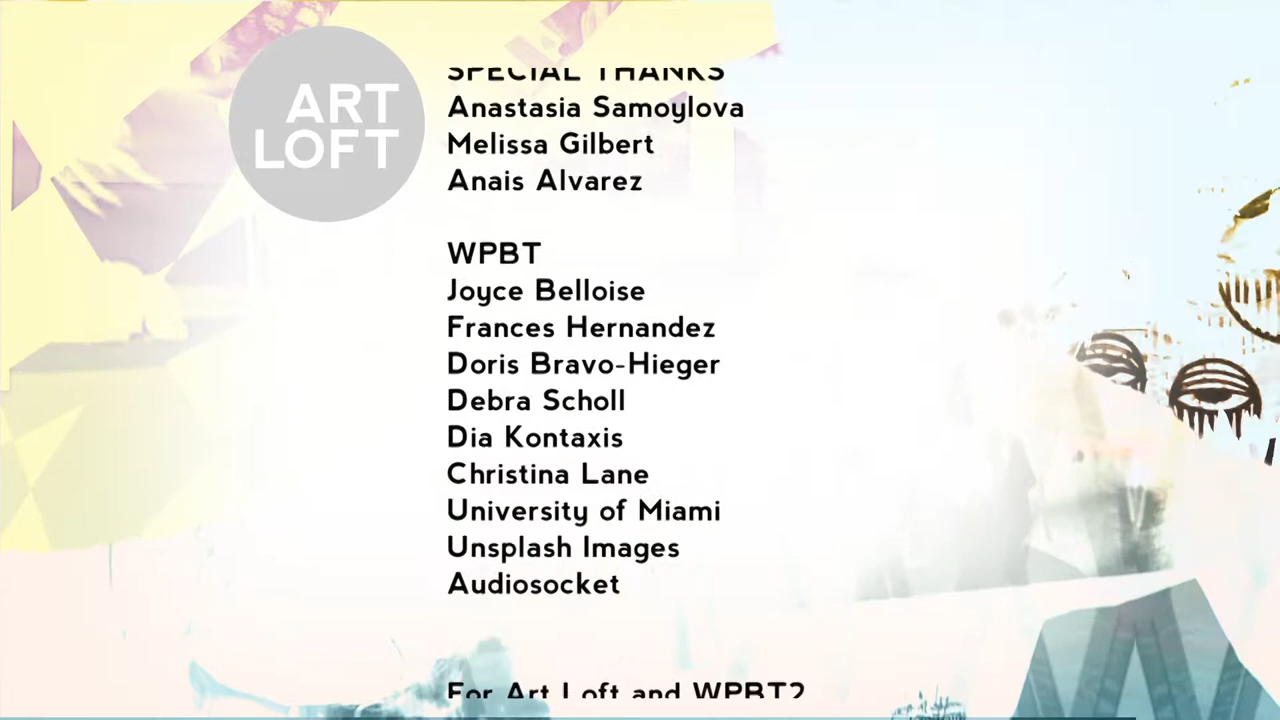 ART
LOFT
SPECIAL THANKS
Anastasia Samoylova
Melissa Gilbert
Anais Alvarez
WPBT
Joyce Belloise
Frances Hernandez
Doris Bravo-Hieger
Debra Scholl
Dia Kontaxis
Christina Lane
University of Miami
Unsplash Images
Audiosocket
For Art Loft and WPBT2